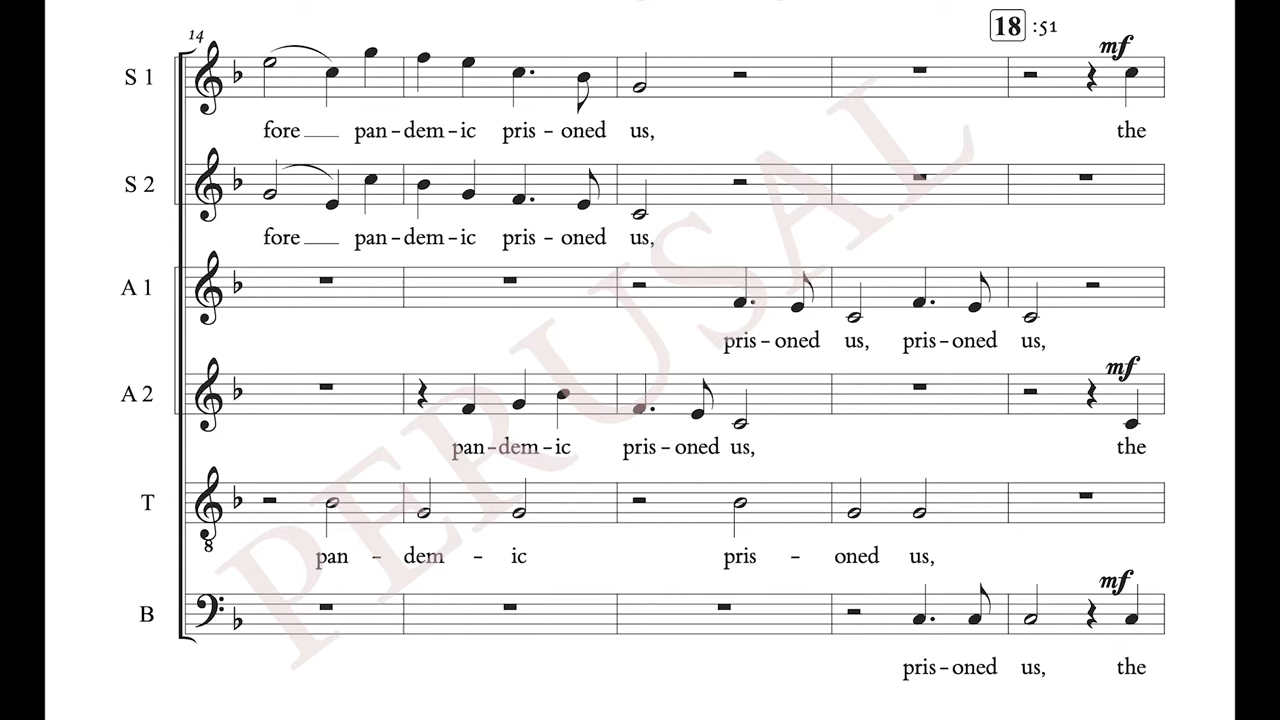 18 :51
14
mf
S 1
fore pan-dem-ic pris-oned us, the
S 2
fore pan-dem-ic pris-oned us,
A 1
pris-oned us, pris-oned us,
mf
A 2
pan-dem-ic pris-oned us, the
T
8
pan - dem - ic pris - oned us,
mf
B
pris-oned us, the
PERUSAL